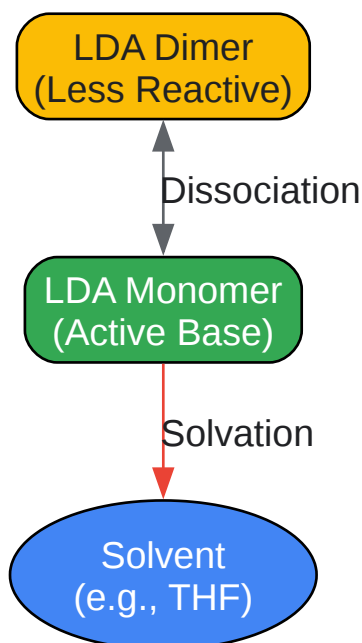 LDA Dimer
(Less Reactive)
Dissociation
LDA Monomer
(Active Base)
Solvation
Solvent
(e.g., THF)